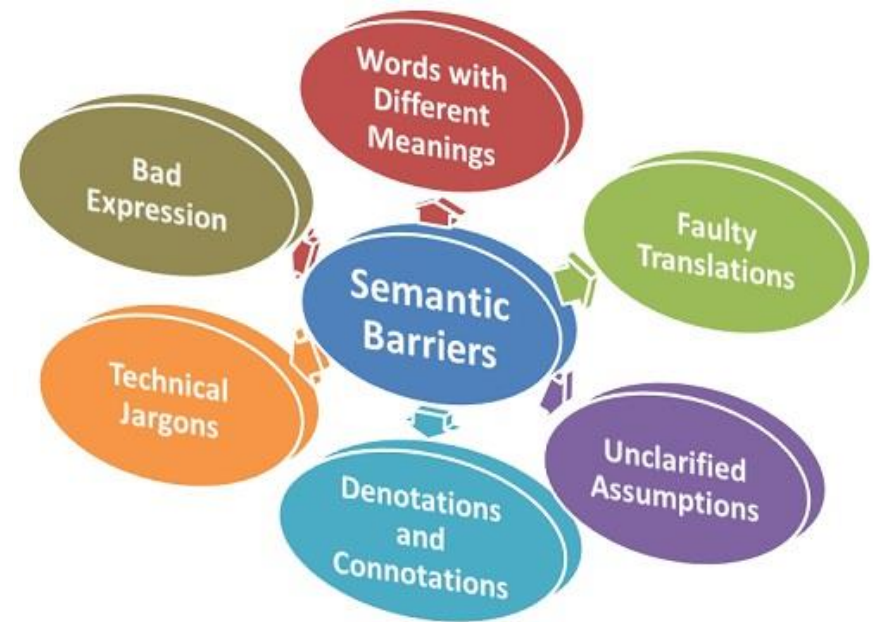 Words with
Different
Meanings
Bad
Expression
Faulty
Translations
Semantic
Barriers
Technical
Jargons
Unclarified
Assumptions
Denotations
and
Connotations